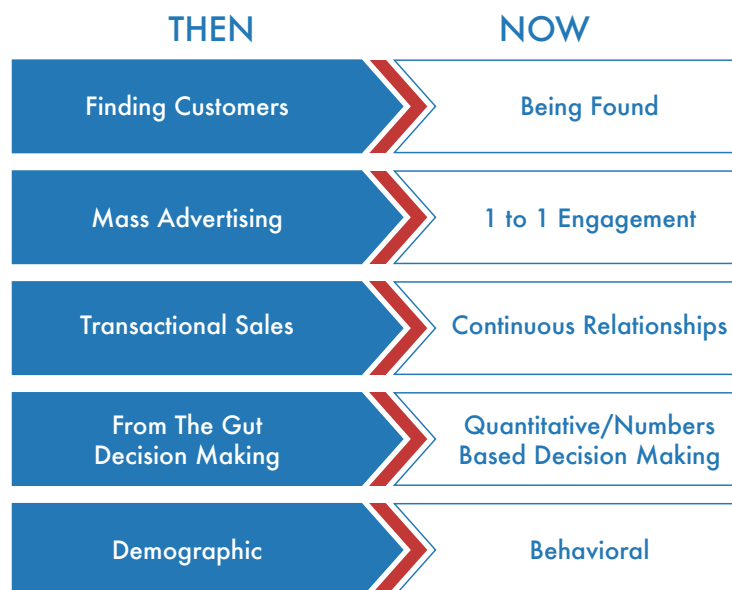 THEN
NOW
Finding Customers
Being Found
Mass Advertising
1 to 1 Engagement
Transactional Sales
Continuous Relationships
From The Gut
Decision Making
Quantitative/Numbers
Based Decision Making
Demographic
Behavioral